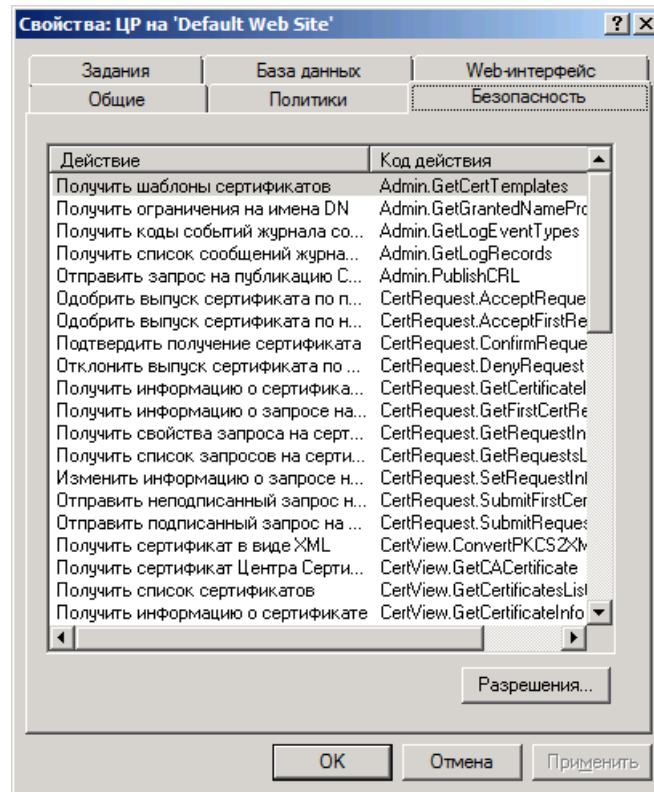 Свойства: ЦР на 'Default Web Site'
Задания База данных Web-интерфейс
Общие Политики Безопасность
Действие Код действия
Получить шаблоны сертификатов Admin.GetCertTemplates
Получить ограничения на имена DN Admin.GetGrantedNamePro
Получить коды событий журнала со... Admin.GetLogEventTypes
Получить список сообщений журна... Admin.GetLogRecords
Отправить запрос на публикацию С... Admin.PublishCRL
Одобрить выпуск сертификата по п... CertRequest.AcceptReque
Одобрить выпуск сертификата по н... CertRequest.AcceptFirstRe
Подтвердить получение сертификата CertRequest.ConfirmReque
Отклонить выпуск сертификата по ... CertRequest.DenyRequest
Получить информацию о сертифика... CertRequest.GetCertificateI
Получить информацию о запросе на... CertRequest.GetFirstCertRe
Получить свойства запроса на серт... CertRequest.GetRequestIn
Получить список запросов на серти... CertRequest.GetRequestsL
Изменить информацию о запросе н... CertRequest.SetRequestInf
Отправить неподписанный запрос н... CertRequest.SubmitFirstCer
Отправить подписанный запрос на ... CertRequest.SubmitReques
Получить сертификат в виде XML CertView.ConvertPKCS2XM
Получить сертификат Центра Серти... CertView.GetCACertificate
Получить список сертификатов CertView.GetCertificatesList
Получить информацию о сертификате CertView.GetCertificateInfo
Разрешения...
OK Отмена Применить